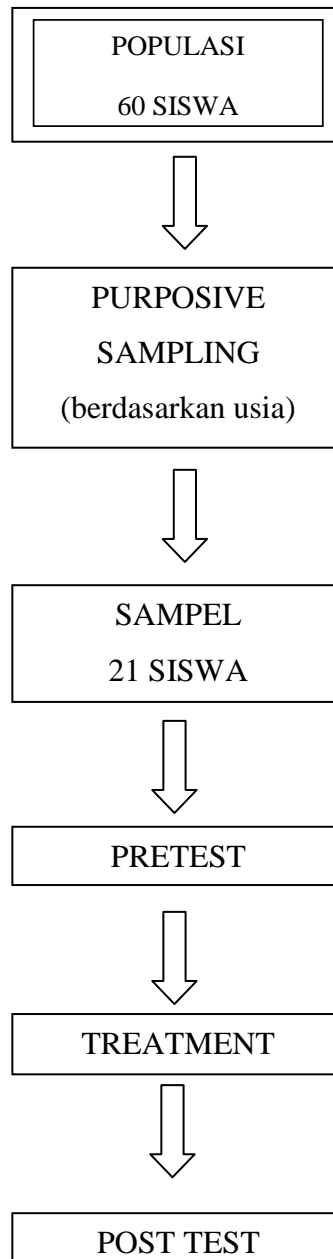 POPULASI
60 SISWA
PURPOSIVE
SAMPLING
(berdasarkan usia)
SAMPEL
21 SISWA
PRETEST
TREATMENT
POST TEST